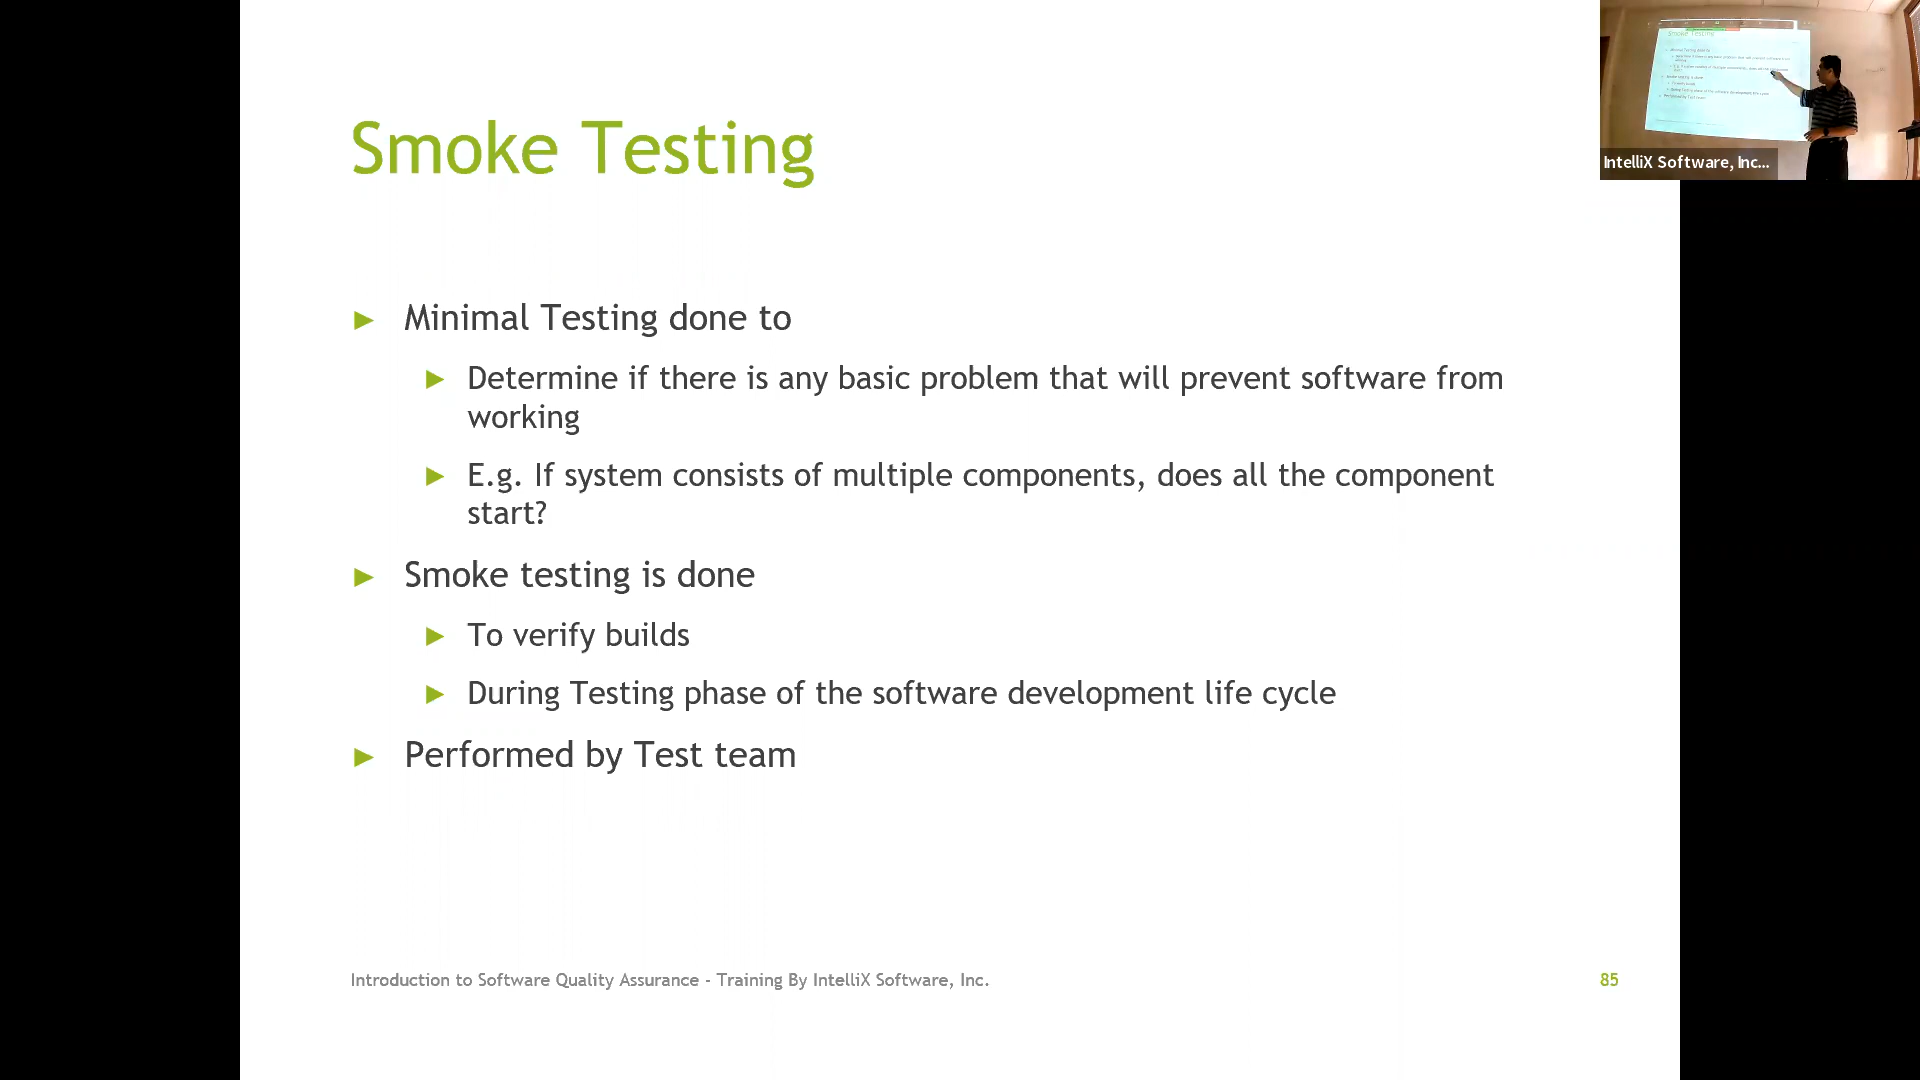 Smoke Testing
► Minimal Testing done to
► Determine if there is any basic problem that will prevent software from
working
► E.g. If system consists of multiple components, does all the component
start?
► Smoke testing is done
► To verify builds
► During Testing phase of the software development life cycle
► Performed by Test team
Introduction to Software Quality Assurance - Training By IntelliX Software, Inc.
85
IntelliX Software, Inc...